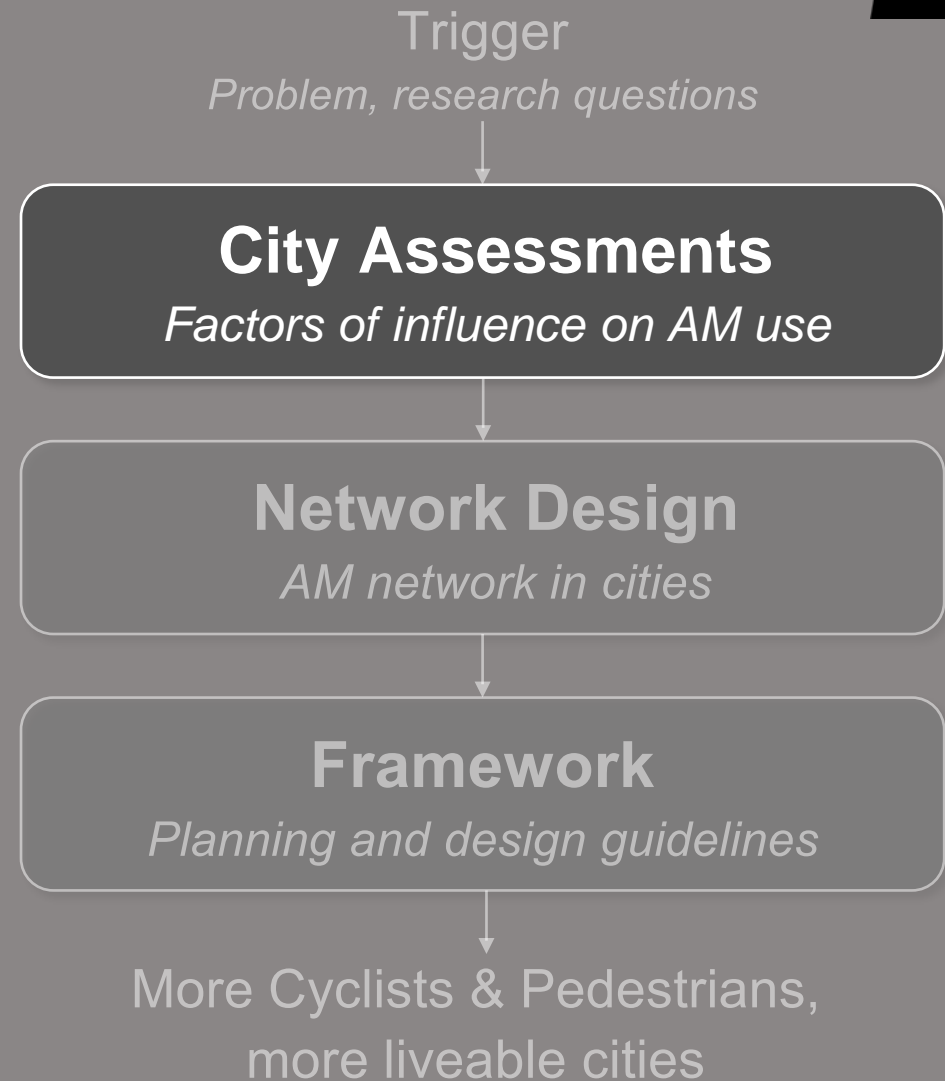 Trigger
Problem, research questions
City Assessments
Factors of influence on AM use
Network Design
AM network in cities
Framework
Planning and design guidelines
More Cyclists & Pedestrians,
more liveable cities